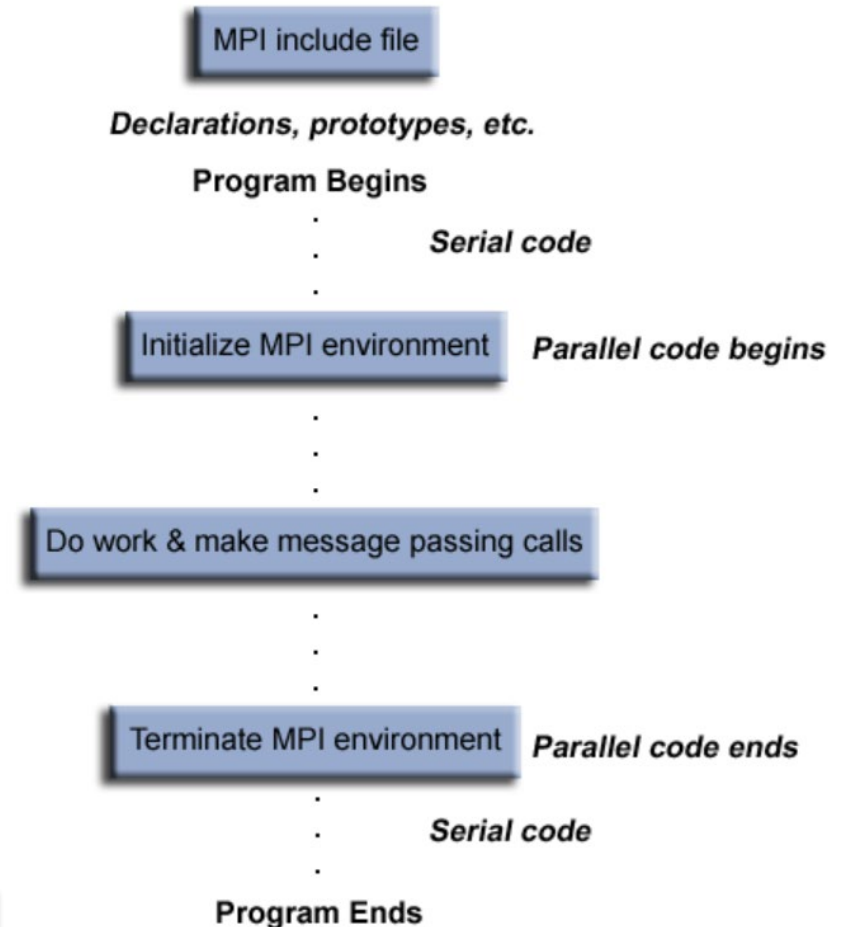 MPI include file
Declarations, prototypes, etc.
Program Begins
Serial code
Initialize MPI environment
Parallel code begins
Do work & make message passing calls
Terminate MPI environment
Parallel code ends
Serial code
Program Ends